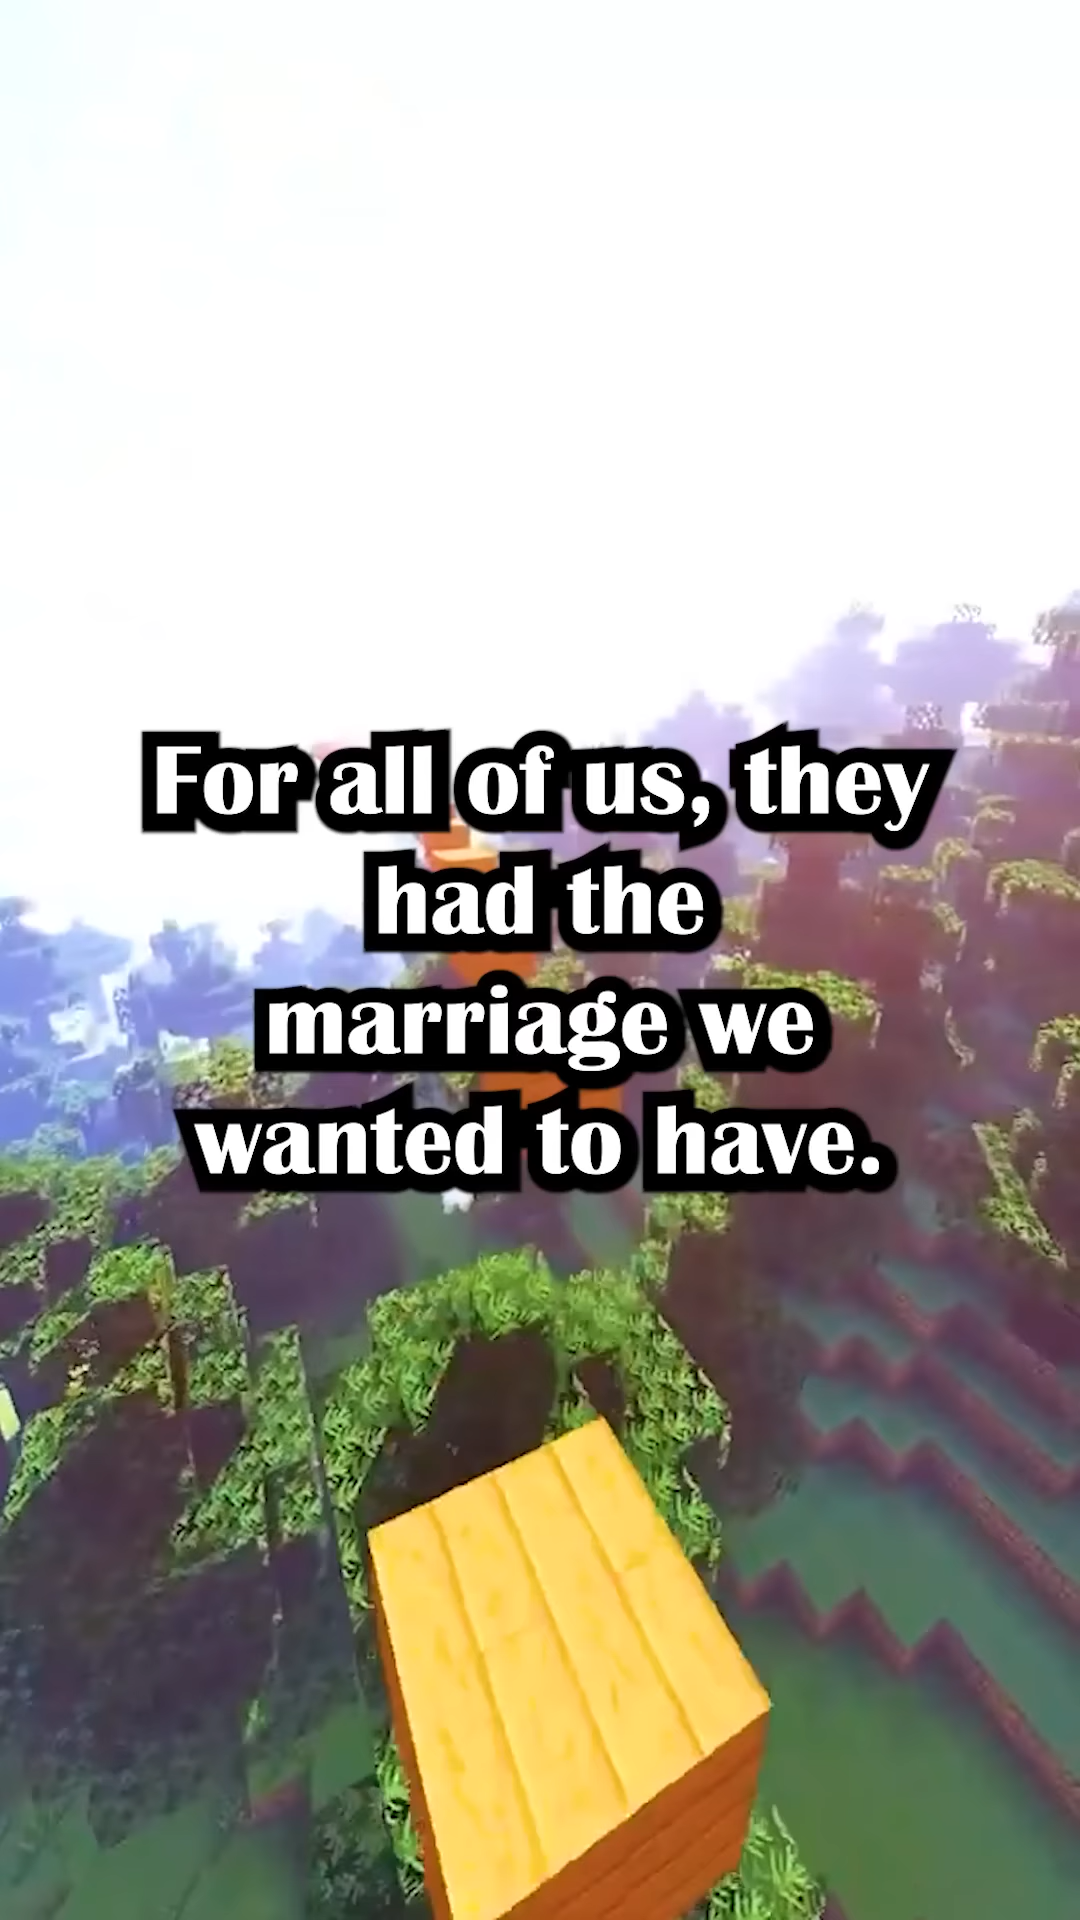 For all of us, they
had the
marriage we
wanted to have.